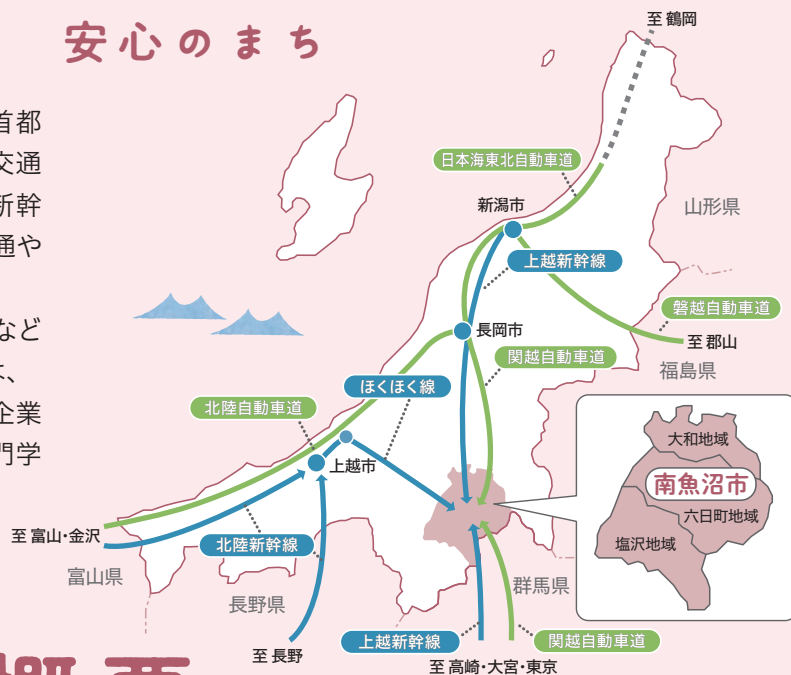 安心のまち
首都
交通
新幹
通や
など
は、
企業
門学
至 鶴岡
日本海東北自動車道
新潟市
山形県
上越新幹線
磐越自動車道
長岡市
至 郡山
関越自動車道
福島県
ほくほく線
北陸自動車道
上越市
大和地域
南魚沼市
六日町地域
塩沢地域
至 富山・金沢
北陸新幹線
富山県
長野県
群馬県
上越新幹線
関越自動車道
至 長野
至 高崎・大宮・東京
概要